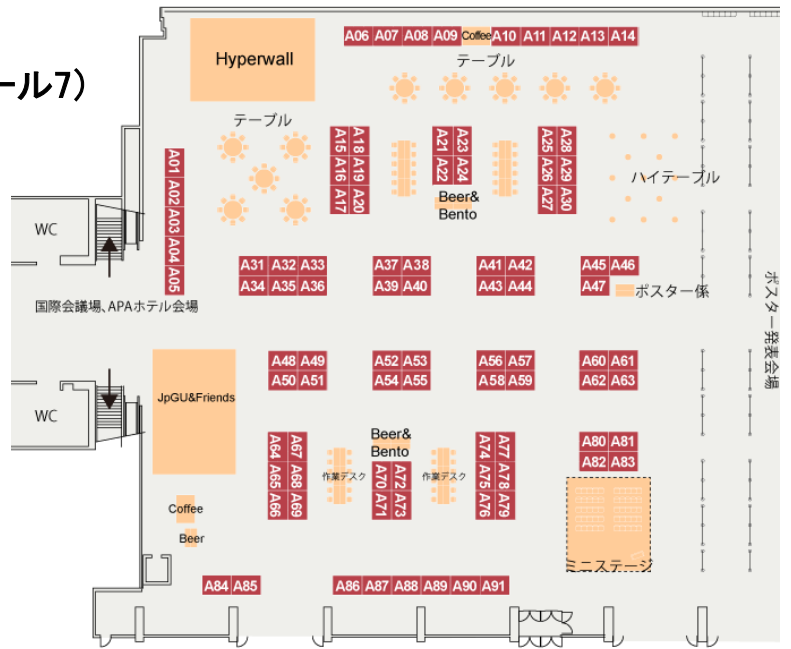 ール7）
Hyperwall
A06 A07 A08 A09 Coffee A10 A11 A12 A13 A14
テーブル
テーブル
A01 A02 A03 A04 A05
A15 A16 A17
A18 A19 A20
A21 A22
A23 A24
A25 A26 A27
A28 A29 A30
Beer&
Bento
ハイテーブル
WC
国際会議場、APAホテル会場
A31 A32 A33
A34 A35 A36
A37 A38
A39 A40
A41 A42
A43 A44
A45 A46
A47
ポスター係
ポスター発表会場
WC
JpGU&Friends
A48 A49
A50 A51
A52 A53
A54 A55
A56 A57
A58 A59
A60 A61
A62 A63
Beer&
Bento
A64 A65 A66
A67 A68 A69
作業デスク
A70 A71
A72 A73
作業デスク
A74 A75 A76
A77 A78 A79
A80 A81
A82 A83
Coffee
Beer
ミニステージ
A84 A85
A86 A87 A88 A89 A90 A91